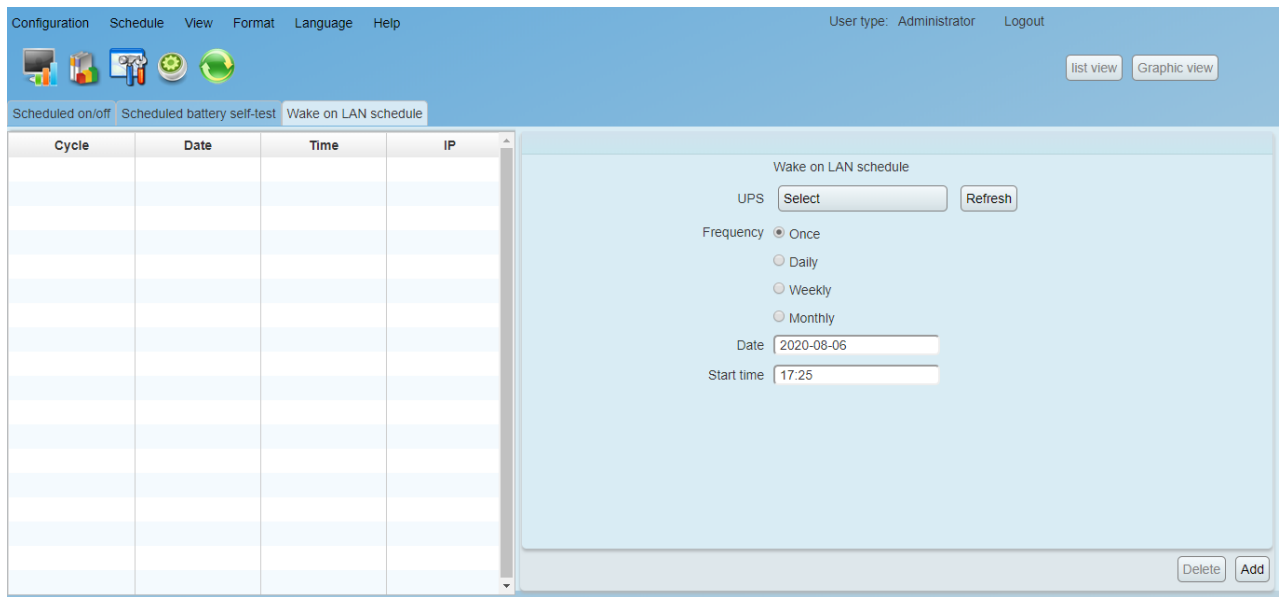 Configuration Schedule View Format Language Help User type: Administrator Logout
list view Graphic view
Scheduled on/off Scheduled battery self-test Wake on LAN schedule
Cycle Date Time IP
Wake on LAN schedule
UPS Select Refresh
Frequency Once
Daily
Weekly
Monthly
Date 2020-08-06
Start time 17:25
Delete Add